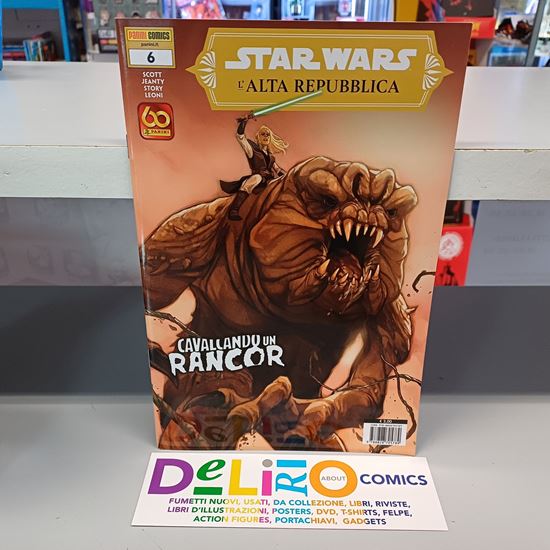 PANINI COMICS
panini.it
6
SCOTT
JEANTY
STORY
LEONI
60
PANINI
STAR WARS
L'ALTA REPUBBLICA
CAVALCANDO UN
RANCOR
DELIRIO
ABOUT
COMICS
FUMETTI NUOVI, USATI, DA COLLEZIONE, LIBRI, RIVISTE,
LIBRI D'ILLUSTRAZIONI, POSTERS, DVD, T-SHIRTS, FELPE,
ACTION FIGURES, PORTACHIAVI, GADGETS